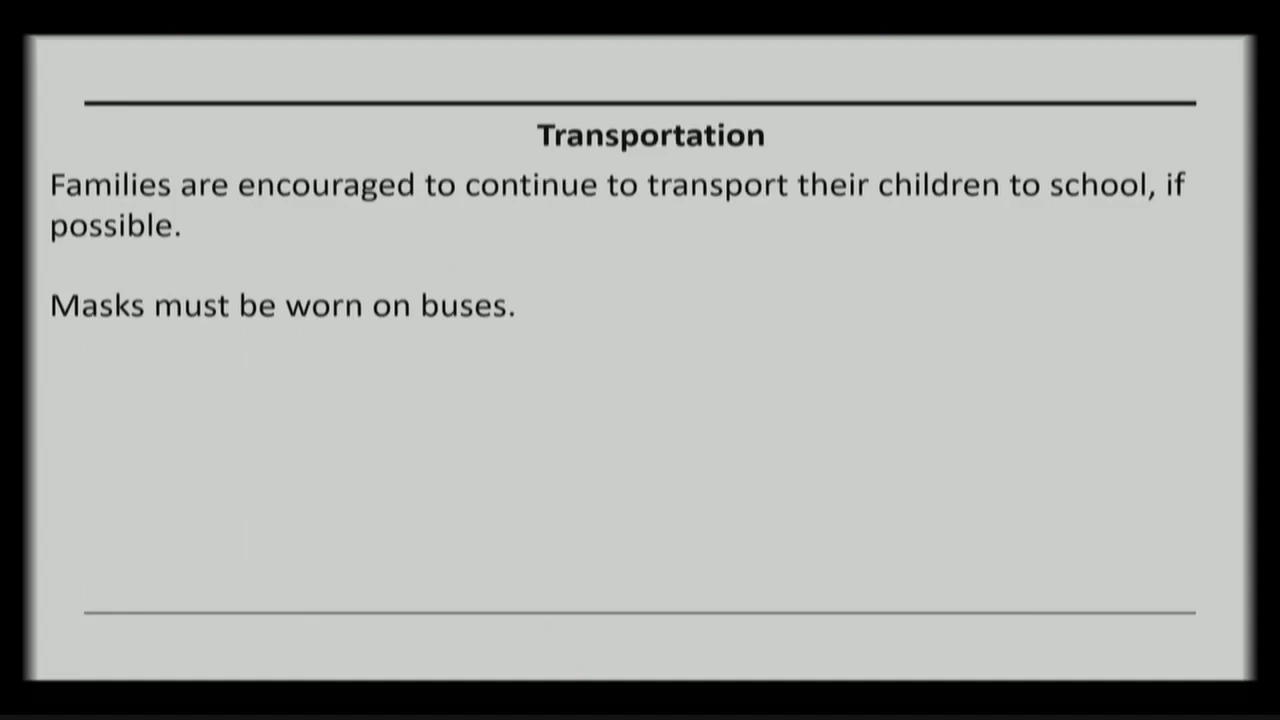 Transportation
Families are encouraged to continue to transport their children to school, if
possible.
Masks must be worn on buses.